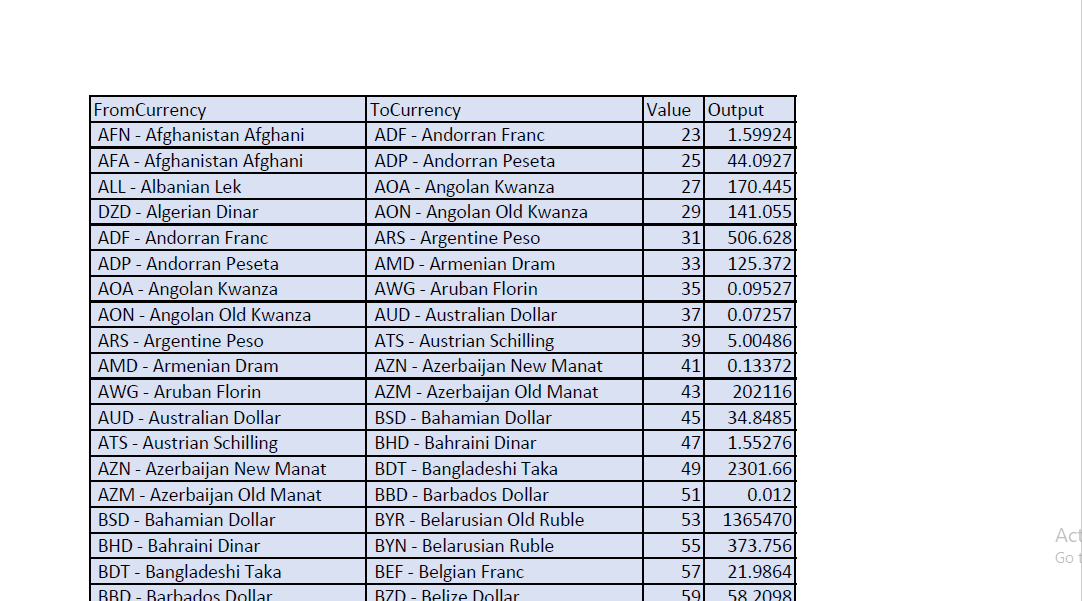 FromCurrency ToCurrency Value Output
AFN - Afghanistan Afghani ADF - Andorran Franc 23 1.59924
AFA - Afghanistan Afghani ADP - Andorran Peseta 25 44.0927
ALL - Albanian Lek AOA - Angolan Kwanza 27 170.445
DZD - Algerian Dinar AON - Angolan Old Kwanza 29 141.055
ADF - Andorran Franc ARS - Argentine Peso 31 506.628
ADP - Andorran Peseta AMD - Armenian Dram 33 125.372
AOA - Angolan Kwanza AWG - Aruban Florin 35 0.09527
AON - Angolan Old Kwanza AUD - Australian Dollar 37 0.07257
ARS - Argentine Peso ATS - Austrian Schilling 39 5.00486
AMD - Armenian Dram AZN - Azerbaijan New Manat 41 0.13372
AWG - Aruban Florin AZM - Azerbaijan Old Manat 43 202116
AUD - Australian Dollar BSD - Bahamian Dollar 45 34.8485
ATS - Austrian Schilling BHD - Bahraini Dinar 47 1.55276
AZN - Azerbaijan New Manat BDT - Bangladeshi Taka 49 2301.66
AZM - Azerbaijan Old Manat BBD - Barbados Dollar 51 0.012
BSD - Bahamian Dollar BYR - Belarusian Old Ruble 53 1365470
BHD - Bahraini Dinar BYN - Belarusian Ruble 55 373.756
BDT - Bangladeshi Taka BEF - Belgian Franc 57 21.9864
BBD - Barbados Dollar BZD - Belize Dollar 59 58.2098
Act
Go t